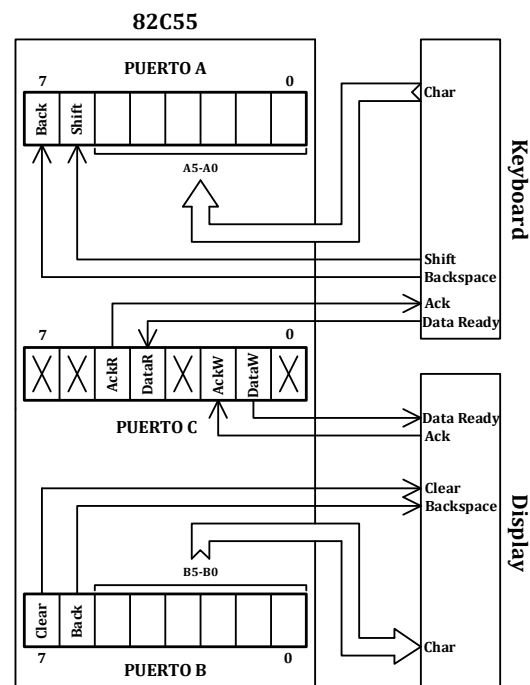 82C55
PUERTO A
7 0
Back Shift
A5-A0
Char
Keyboard
Shift
Backspace
Ack
Data Ready
7 0
AckR DataR AckW DataW
PUERTO C
Data Ready
Ack
Clear
Backspace
Display
B5-B0
Char
Clear Back
7 0
PUERTO B